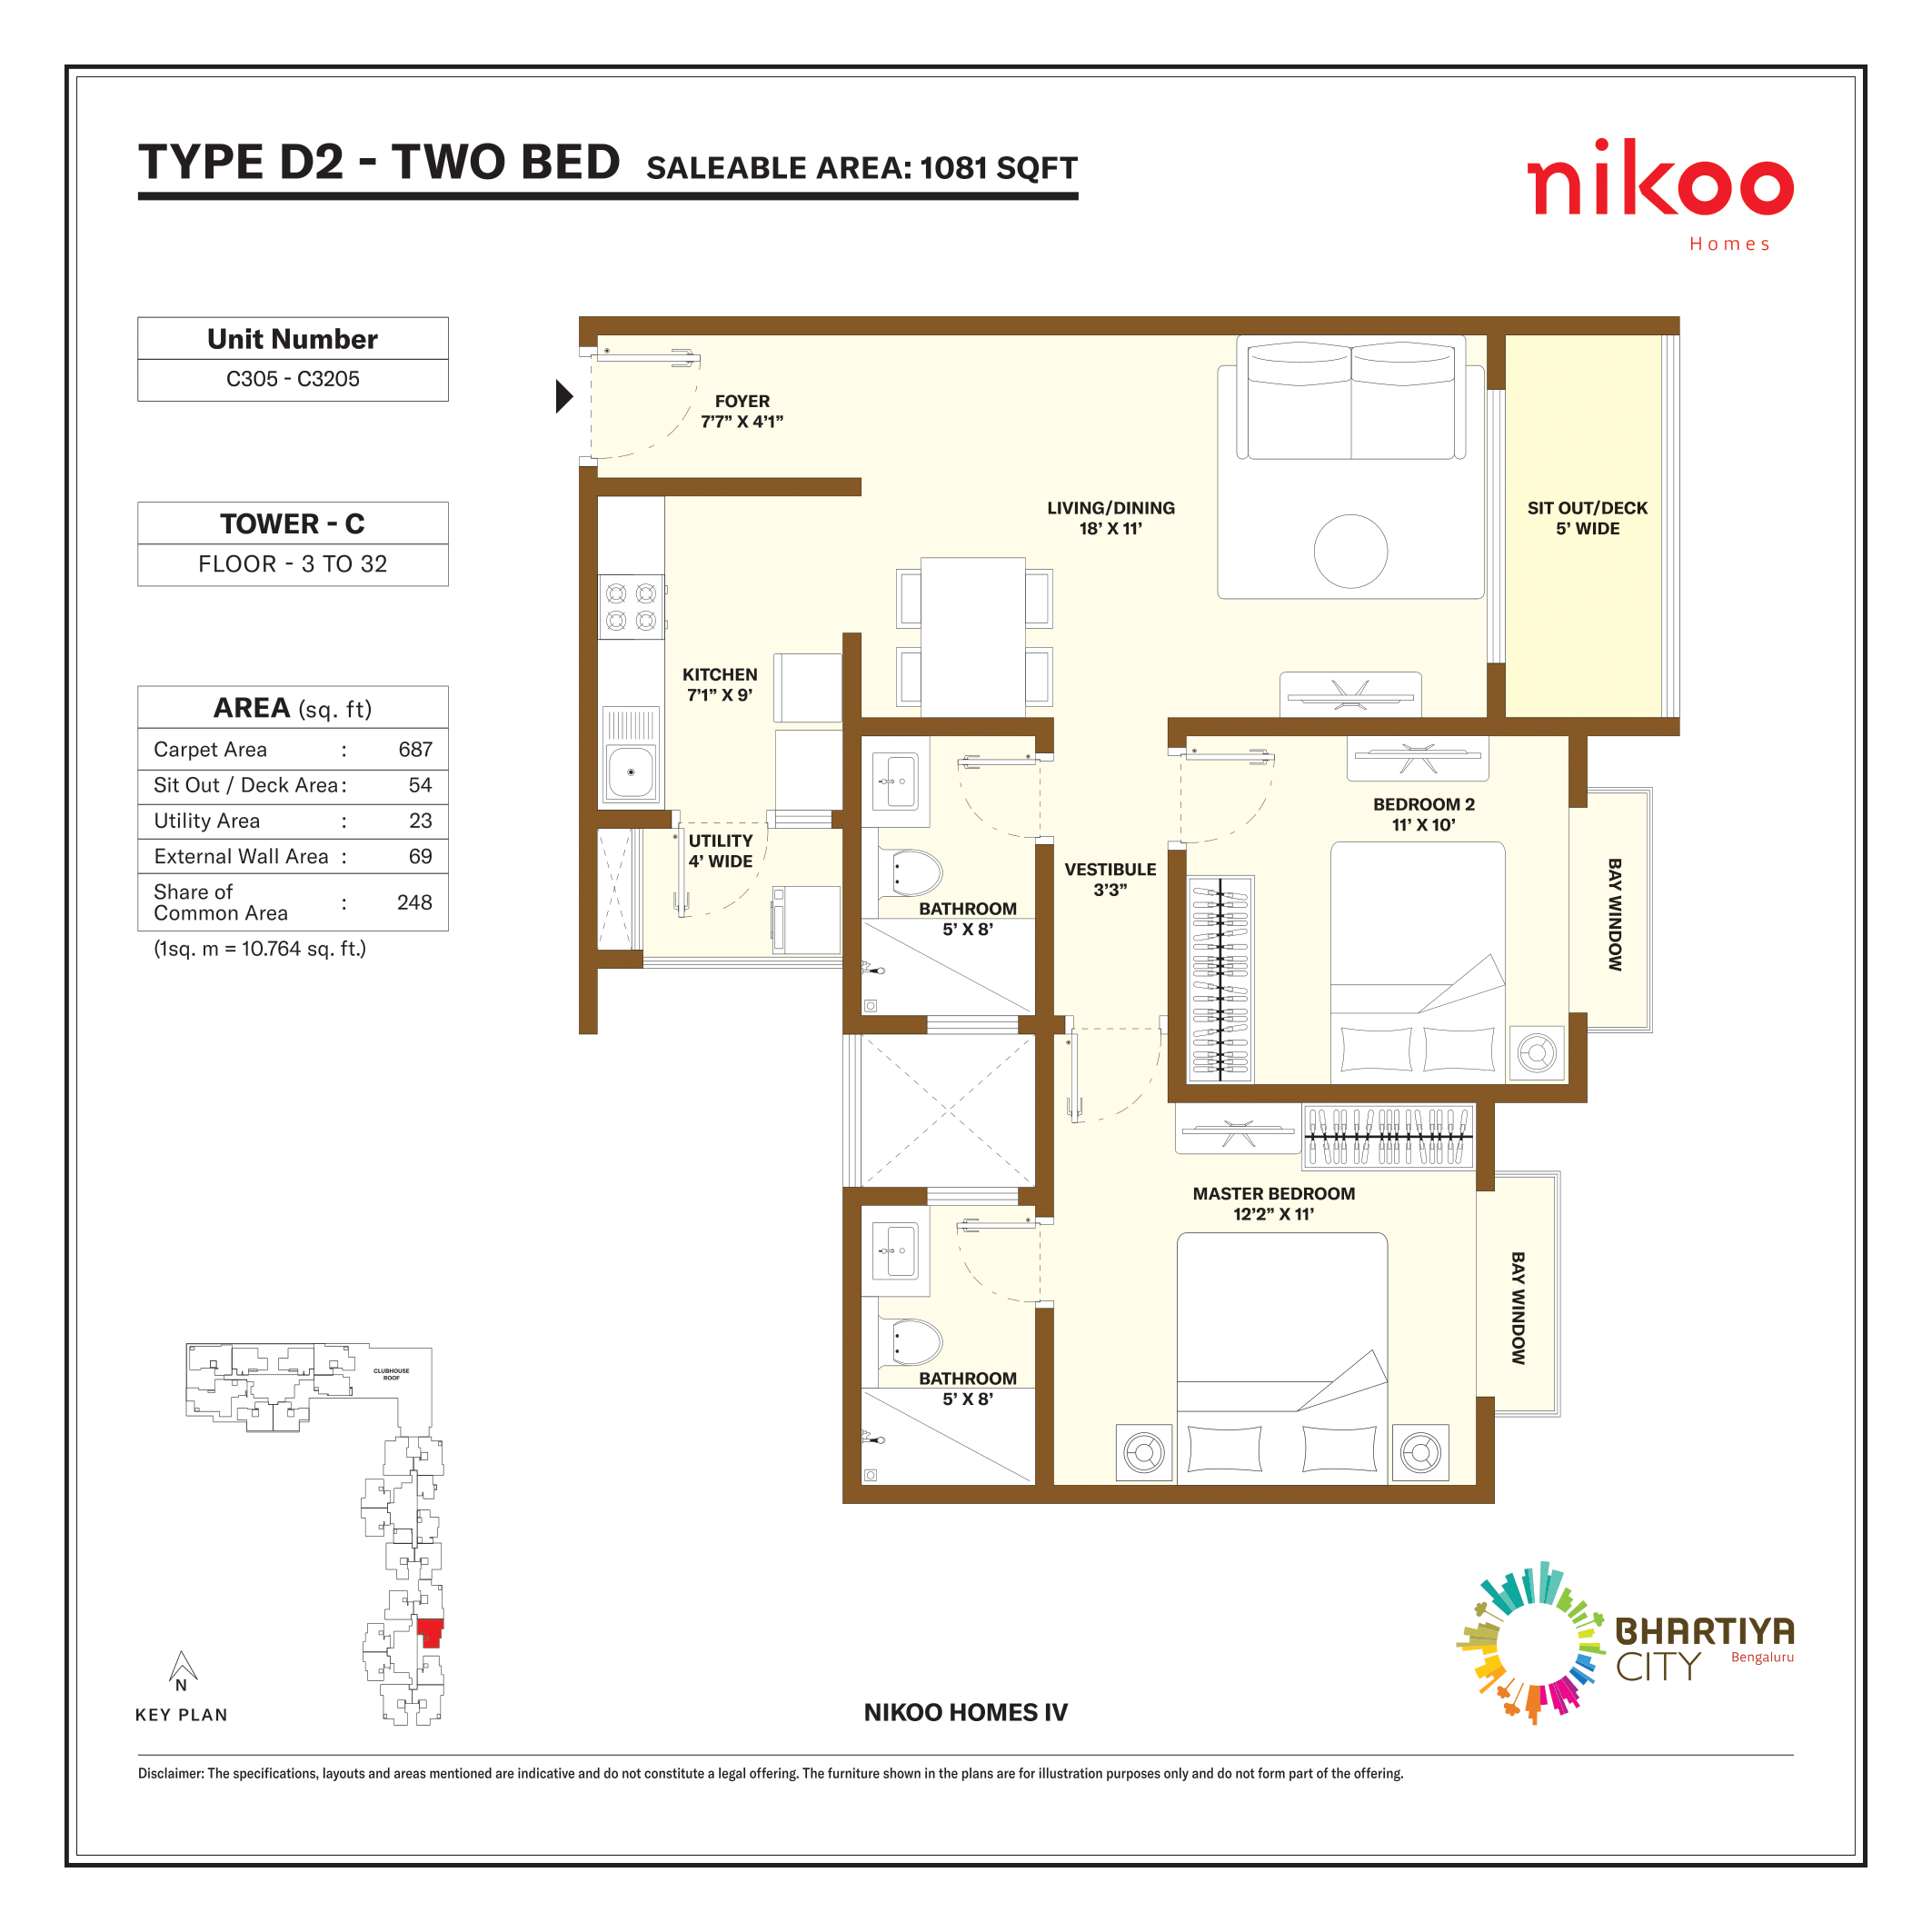 TYPE D2 - TWO BED SALEABLE AREA: 1081 SQFT
nikoo
Homes
Unit Number
C305 - C3205
TOWER - C
FLOOR - 3 TO 32
AREA (sq. ft)
Carpet Area : 687
Sit Out / Deck Area : 54
Utility Area : 23
External Wall Area : 69
Share of
Common Area : 248
(1sq. m = 10.764 sq. ft.)
FOYER
7’7” X 4’1”
LIVING/DINING
18’ X 11’
SIT OUT/DECK
5’ WIDE
KITCHEN
7’1” X 9’
UTILITY
4’ WIDE
BEDROOM 2
11’ X 10’
BAY WINDOW
VESTIBULE
3’3”
BATHROOM
5’ X 8’
MASTER BEDROOM
12’2” X 11’
BAY WINDOW
BATHROOM
5’ X 8’
CLUBHOUSE
ROOF
N
KEY PLAN
NIKOO HOMES IV
BHARTIYA
CITY Bengaluru
Disclaimer: The specifications, layouts and areas mentioned are indicative and do not constitute a legal offering. The furniture shown in the plans are for illustration purposes only and do not form part of the offering.